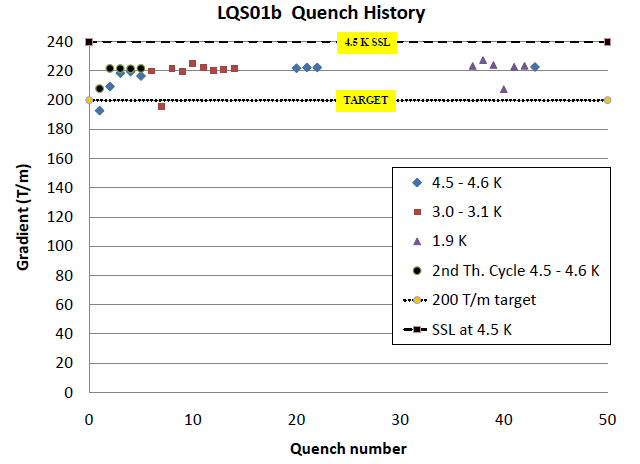 LQS01b Quench History
240
220
200
180
160
140
120
100
80
60
40
20
0
Gradient (T/m)
4.5 K SSL
TARGET
4.5 - 4.6 K
3.0 - 3.1 K
1.9 K
2nd Th. Cycle 4.5 - 4.6 K
200 T/m target
SSL at 4.5 K
0 10 20 30 40 50
Quench number